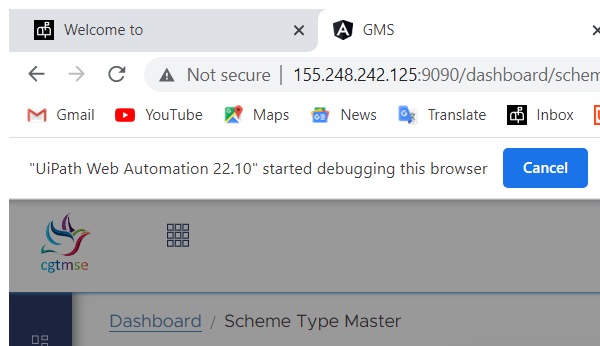 Welcome to
GMS
Not secure | 155.248.242.125:9090/dashboard/schem
Gmail YouTube Maps News Translate Inbox
"UiPath Web Automation 22.10" started debugging this browser Cancel
cgtmse
Dashboard / Scheme Type Master